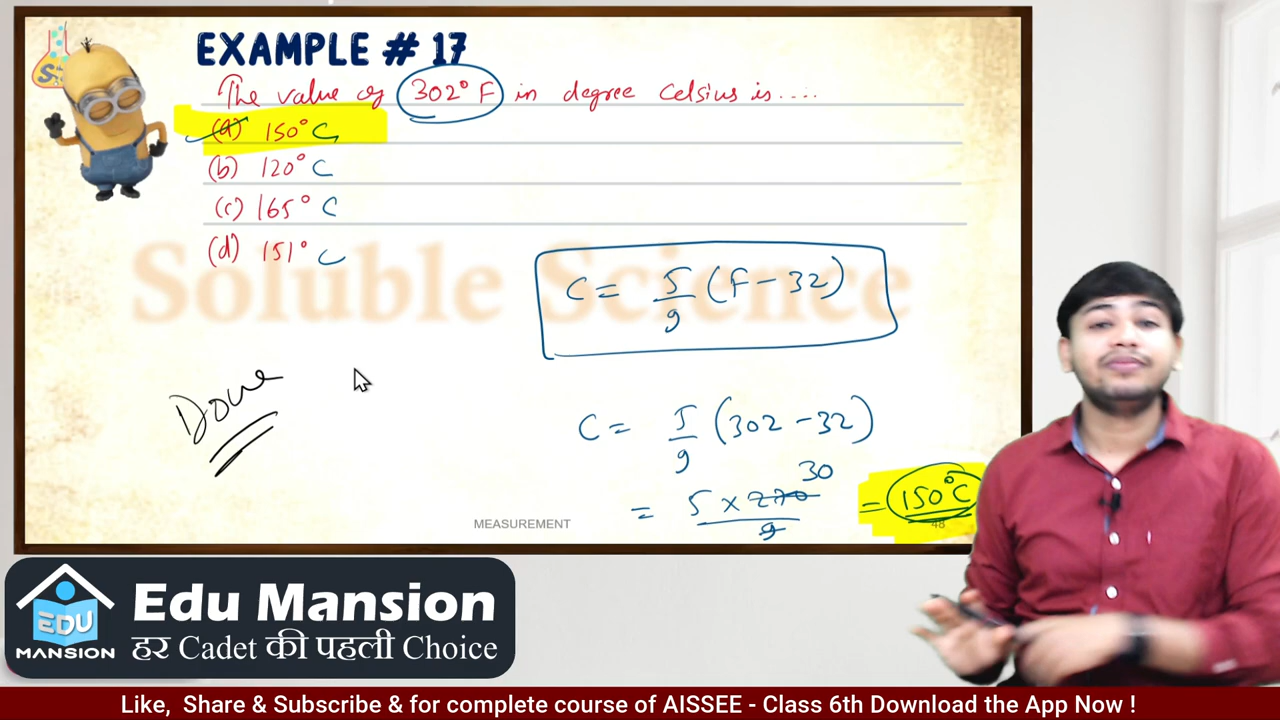 EXAMPLE # 17
The value of 302° F in degree Celsius is....
(a) 150° C
(b) 120° C
(c) 165° C
(d) 151° C
Soluble Science
C = 5/9 (F - 32)
Done
C = 5/9 (302 - 32)
30
= 5 x 270 / 9 = 150°C
MEASUREMENT
48
EDU
MANSION
Edu Mansion
हर Cadet की पहली Choice
Like, Share & Subscribe & for complete course of AISSEE - Class 6th Download the App Now !